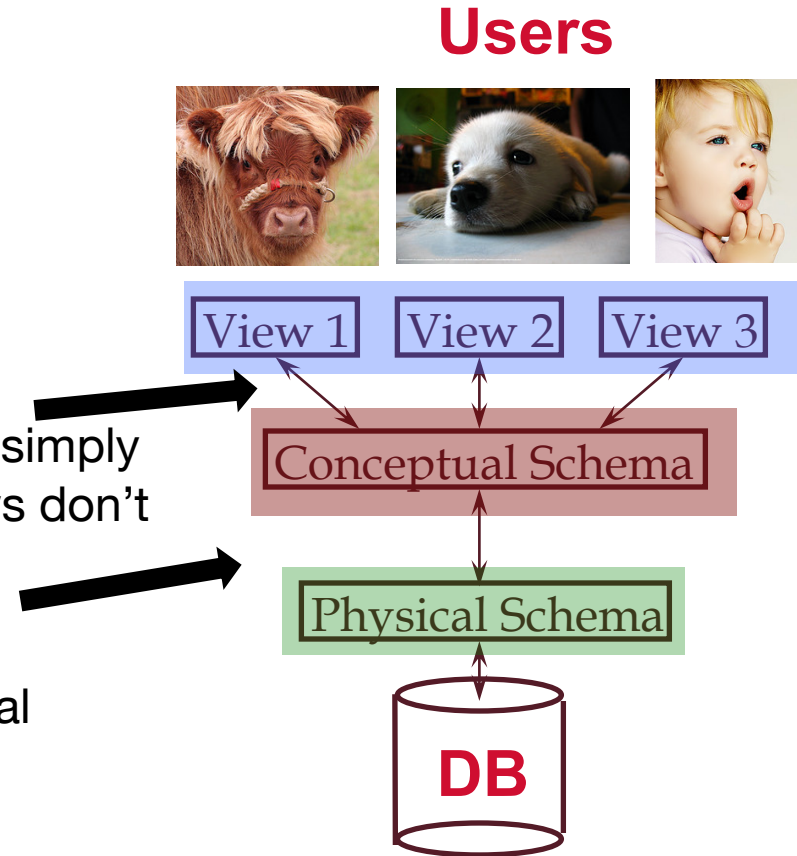 Users
View 1 View 2 View 3
simply
Conceptual Schema
s don't
Physical Schema
al
DB